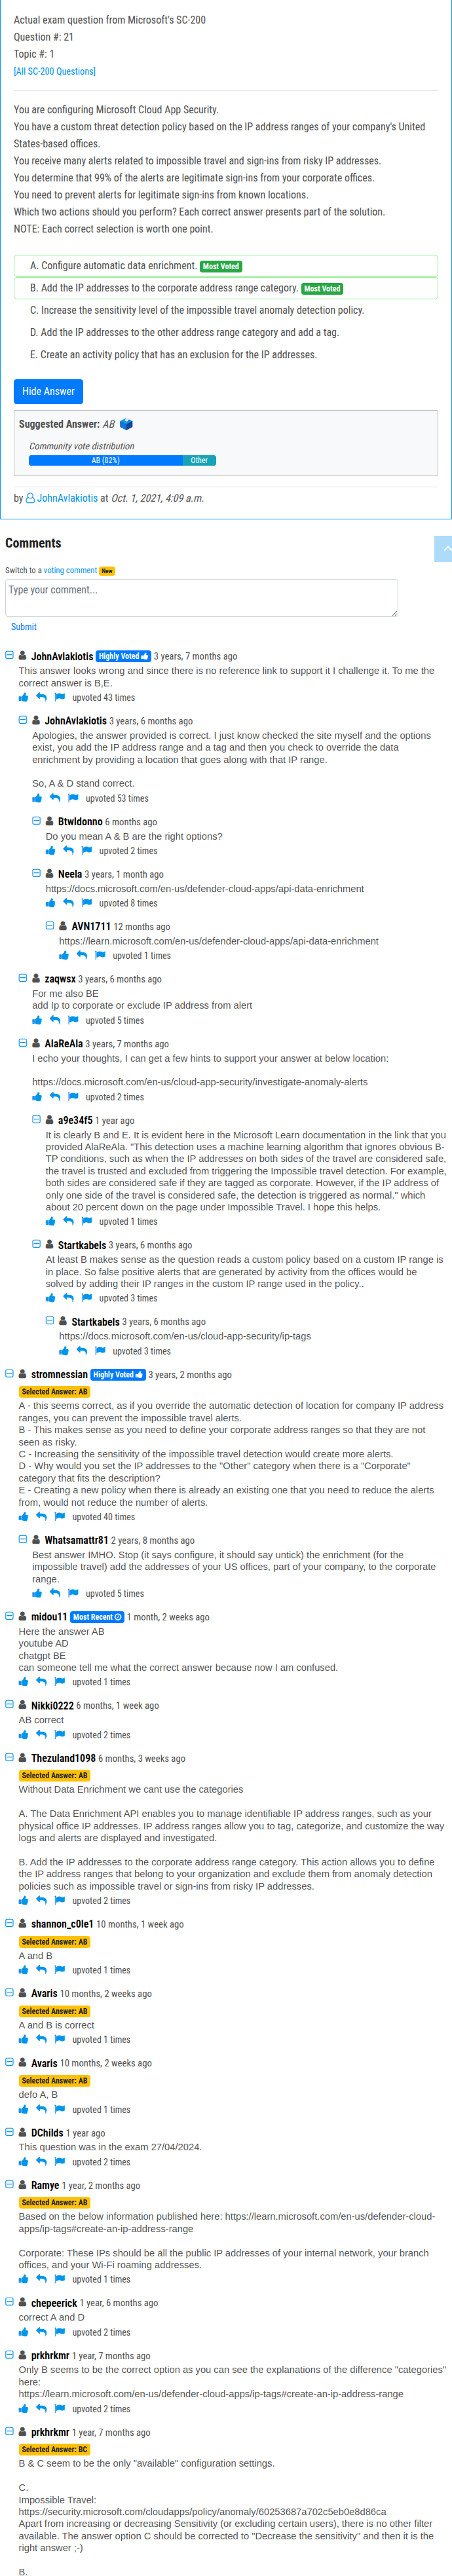 Actual exam question from Microsoft's SC-200
Question #: 21
Topic #: 1
[All SC-200 Questions]
You are configuring Microsoft Cloud App Security.
You have a custom threat detection policy based on the IP address ranges of your company's United
States-based offices.
You receive many alerts related to impossible travel and sign-ins from risky IP addresses.
You determine that 99% of the alerts are legitimate sign-ins from your corporate offices.
You need to prevent alerts for legitimate sign-ins from known locations.
Which two actions should you perform? Each correct answer presents part of the solution.
NOTE: Each correct selection is worth one point.
A. Configure automatic data enrichment. Most Voted
B. Add the IP addresses to the corporate address range category. Most Voted
C. Increase the sensitivity level of the impossible travel anomaly detection policy.
D. Add the IP addresses to the other address range category and add a tag.
E. Create an activity policy that has an exclusion for the IP addresses.
Hide Answer
Suggested Answer: AB
Community vote distribution
AB (82%) Other
by JohnAvlakiotis at Oct. 1, 2021, 4:09 a.m.
Comments
Switch to a voting comment New
Type your comment...
Submit
JohnAvlakiotis Highly Voted 3 years, 7 months ago
This answer looks wrong and since there is no reference link to support it I challenge it. To me the
correct answer is B,E.
upvoted 43 times
JohnAvlakiotis 3 years, 6 months ago
Apologies, the answer provided is correct. I just know checked the site myself and the options
exist, you add the IP address range and a tag and then you check to override the data
enrichment by providing a location that goes along with that IP range.
So, A & D stand correct.
upvoted 53 times
Btwldonno 6 months ago
Do you mean A & B are the right options?
upvoted 2 times
Neela 3 years, 1 month ago
https://docs.microsoft.com/en-us/defender-cloud-apps/api-data-enrichment
upvoted 8 times
AVN1711 12 months ago
https://learn.microsoft.com/en-us/defender-cloud-apps/api-data-enrichment
upvoted 1 times
zaqwsx 3 years, 6 months ago
For me also BE
add Ip to corporate or exclude IP address from alert
upvoted 5 times
AlaReAla 3 years, 7 months ago
I echo your thoughts, I can get a few hints to support your answer at below location:
https://docs.microsoft.com/en-us/cloud-app-security/investigate-anomaly-alerts
upvoted 2 times
a9e34f5 1 year ago
It is clearly B and E. It is evident here in the Microsoft Learn documentation in the link that you
provided AlaReAla. "This detection uses a machine learning algorithm that ignores obvious B-
TP conditions, such as when the IP addresses on both sides of the travel are considered safe,
the travel is trusted and excluded from triggering the Impossible travel detection. For example,
both sides are considered safe if they are tagged as corporate. However, if the IP address of
only one side of the travel is considered safe, the detection is triggered as normal." which
about 20 percent down on the page under Impossible Travel. I hope this helps.
upvoted 1 times
Startkabels 3 years, 6 months ago
At least B makes sense as the question reads a custom policy based on a custom IP range is
in place. So false positive alerts that are generated by activity from the offices would be
solved by adding their IP ranges in the custom IP range used in the policy..
upvoted 3 times
Startkabels 3 years, 6 months ago
https://docs.microsoft.com/en-us/cloud-app-security/ip-tags
upvoted 3 times
stromnessian Highly Voted 3 years, 2 months ago
Selected Answer: AB
A - this seems correct, as if you override the automatic detection of location for company IP address
ranges, you can prevent the impossible travel alerts.
B - This makes sense as you need to define your corporate address ranges so that they are not
seen as risky.
C - Increasing the sensitivity of the impossible travel detection would create more alerts.
D - Why would you set the IP addresses to the "Other" category when there is a "Corporate"
category that fits the description?
E - Creating a new policy when there is already an existing one that you need to reduce the alerts
from, would not reduce the number of alerts.
upvoted 40 times
Whatsamattr81 2 years, 8 months ago
Best answer IMHO. Stop (it says configure, it should say untick) the enrichment (for the
impossible travel) add the addresses of your US offices, part of your company, to the corporate
range.
upvoted 5 times
midou11 Most Recent 1 month, 2 weeks ago
Here the answer AB
youtube AD
chatgpt BE
can someone tell me what the correct answer because now I am confused.
upvoted 1 times
Nikki0222 6 months, 1 week ago
AB correct
upvoted 2 times
Thezuland1098 6 months, 3 weeks ago
Selected Answer: AB
Without Data Enrichment we cant use the categories
A. The Data Enrichment API enables you to manage identifiable IP address ranges, such as your
physical office IP addresses. IP address ranges allow you to tag, categorize, and customize the way
logs and alerts are displayed and investigated.
B. Add the IP addresses to the corporate address range category. This action allows you to define
the IP address ranges that belong to your organization and exclude them from anomaly detection
policies such as impossible travel or sign-ins from risky IP addresses.
upvoted 2 times
shannon_c0le1 10 months, 1 week ago
Selected Answer: AB
A and B
upvoted 1 times
Avaris 10 months, 2 weeks ago
Selected Answer: AB
A and B is correct
upvoted 1 times
Avaris 10 months, 2 weeks ago
Selected Answer: AB
defo A, B
upvoted 1 times
DChilds 1 year ago
This question was in the exam 27/04/2024.
upvoted 2 times
Ramye 1 year, 2 months ago
Selected Answer: AB
Based on the below information published here: https://learn.microsoft.com/en-us/defender-cloud-
apps/ip-tags#create-an-ip-address-range
Corporate: These IPs should be all the public IP addresses of your internal network, your branch
offices, and your Wi-Fi roaming addresses.
upvoted 1 times
chepeerick 1 year, 6 months ago
correct A and D
upvoted 2 times
prkhrkmr 1 year, 7 months ago
Only B seems to be the correct option as you can see the explanations of the difference "categories"
here:
https://learn.microsoft.com/en-us/defender-cloud-apps/ip-tags#create-an-ip-address-range
upvoted 2 times
prkhrkmr 1 year, 7 months ago
Selected Answer: BC
B & C seem to be the only "available" configuration settings.
C.
Impossible Travel:
https://security.microsoft.com/cloudapps/policy/anomaly/60253687a702c5eb0e8d86ca
Apart from increasing or decreasing Sensitivity (or excluding certain users), there is no other filter
available. The answer option C should be corrected to "Decrease the sensitivity" and then it is the
right answer ;-)
B.